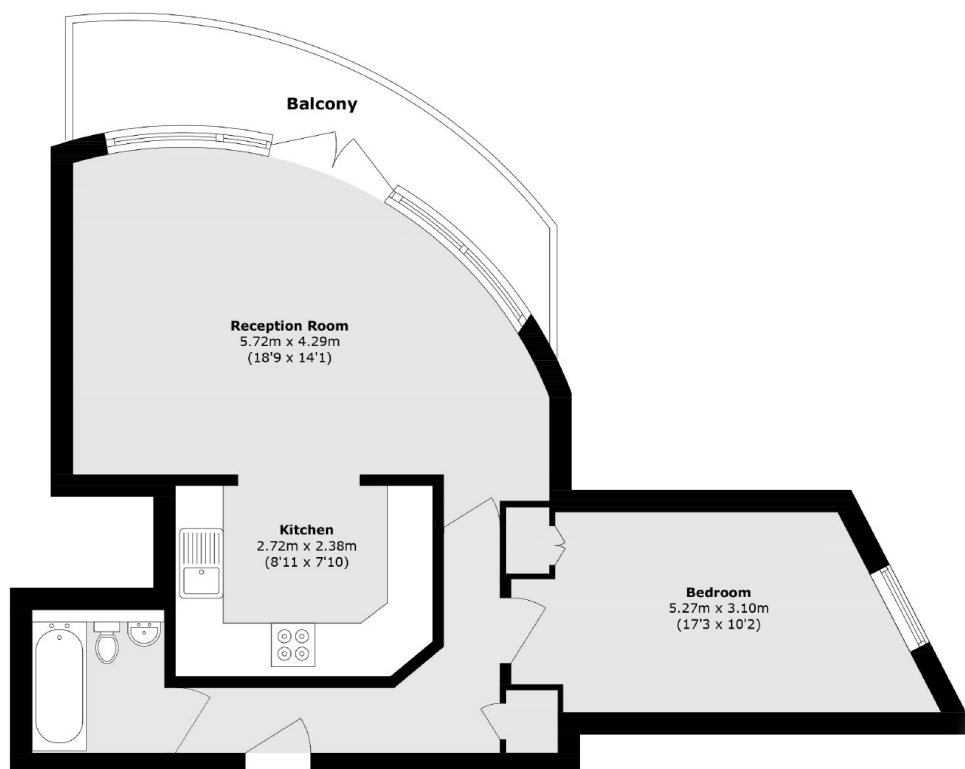 Balcony
Reception Room
5.72m x 4.29m
(18'9 x 14'1)
Kitchen
2.72m x 2.38m
(8'11 x 7'10)
Bedroom
5.27m x 3.10m
(17'3 x 10'2)